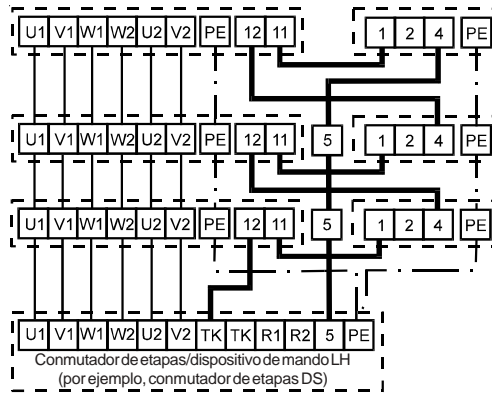 U1 V1 W1 W2 U2 V2 PE 12 11 1 2 4 PE
U1 V1 W1 W2 U2 V2 PE 12 11 5 1 2 4 PE
U1 V1 W1 W2 U2 V2 PE 12 11 5 1 2 4 PE
U1 V1 W1 W2 U2 V2 TK TK R1 R2 5 PE
Conmutador de etapas/dispositivo de mando LH
(por ejemplo, conmutador de etapas DS)